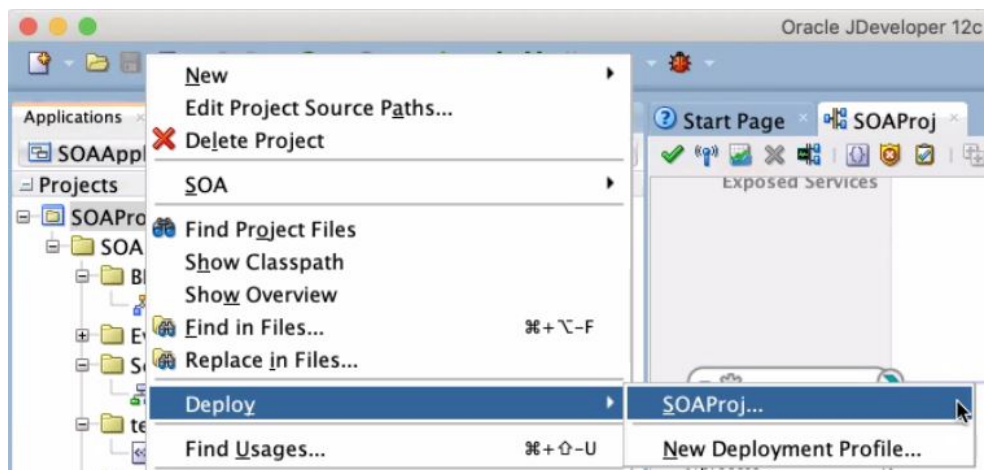 Oracle JDeveloper 12c
New
Edit Project Source Paths...
Delete Project
SOA
Find Project Files
Show Classpath
Show Overview
Find in Files... ⌘+⌥-F
Replace in Files...
Deploy
Find Usages... ⌘+⇧-U
SOAProj...
New Deployment Profile...
Applications
SOAAppl
Projects
SOAPro
SOA
Start Page
SOAProj
Exposed Services